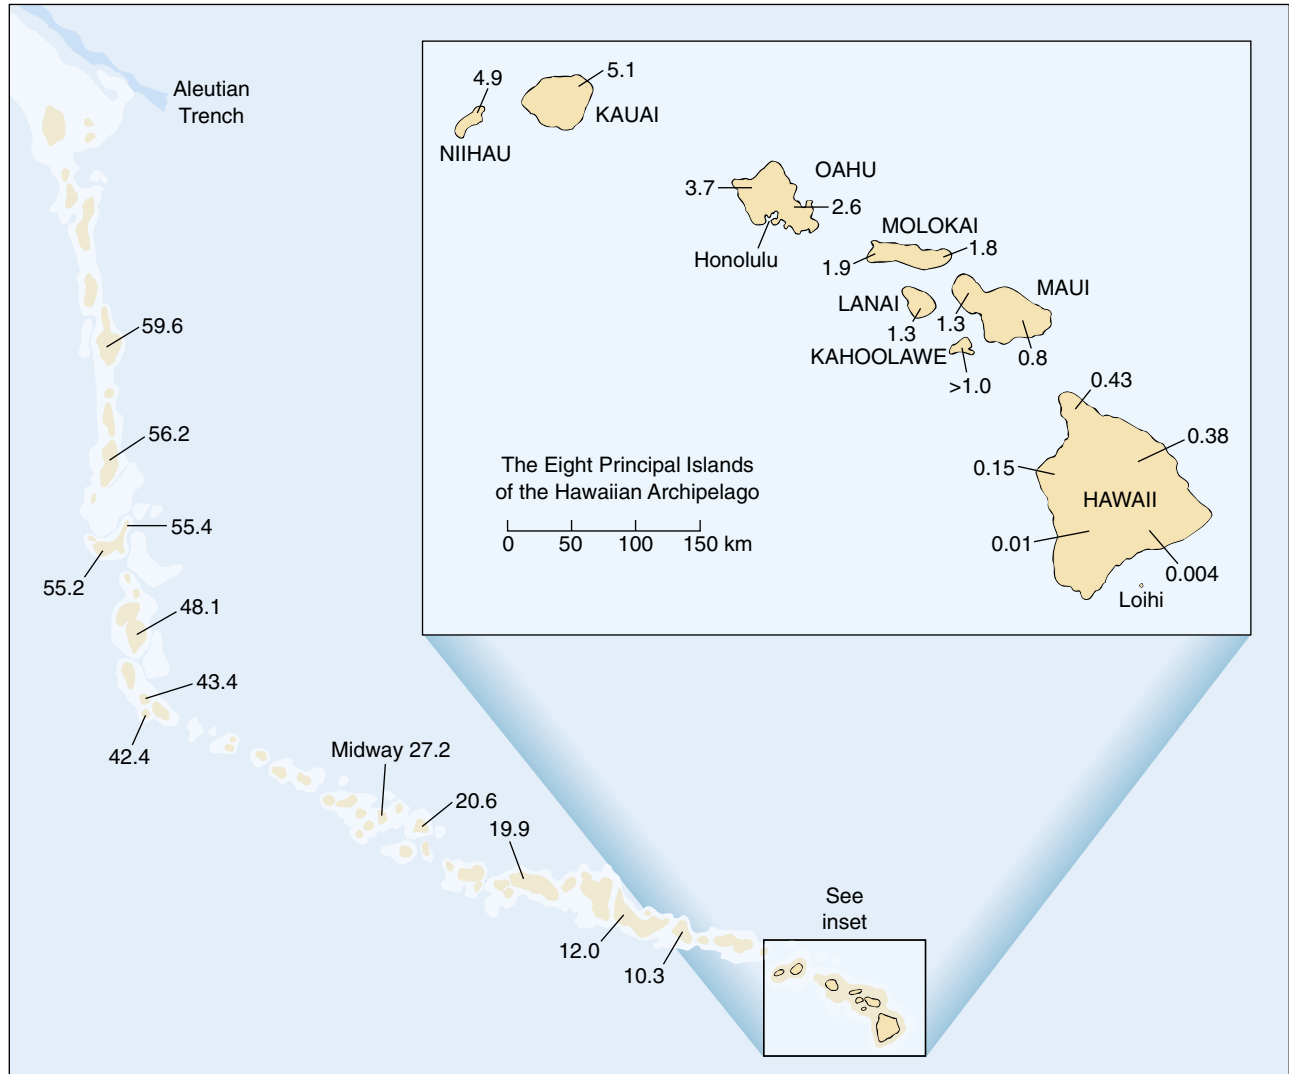 Aleutian
Trench
59.6
56.2
55.4
55.2
48.1
43.4
42.4
Midway 27.2
20.6
19.9
12.0
10.3
See
inset
4.9
5.1
KAUAI
NIIHAU
OAHU
3.7
2.6
Honolulu
MOLOKAI
1.8
1.9
LANAI
MAUI
1.3
1.3
KAHOOLAWE
0.8
>1.0
0.43
0.38
0.15
HAWAII
0.01
0.004
Loihi
The Eight Principal Islands
of the Hawaiian Archipelago
0 50 100 150 km